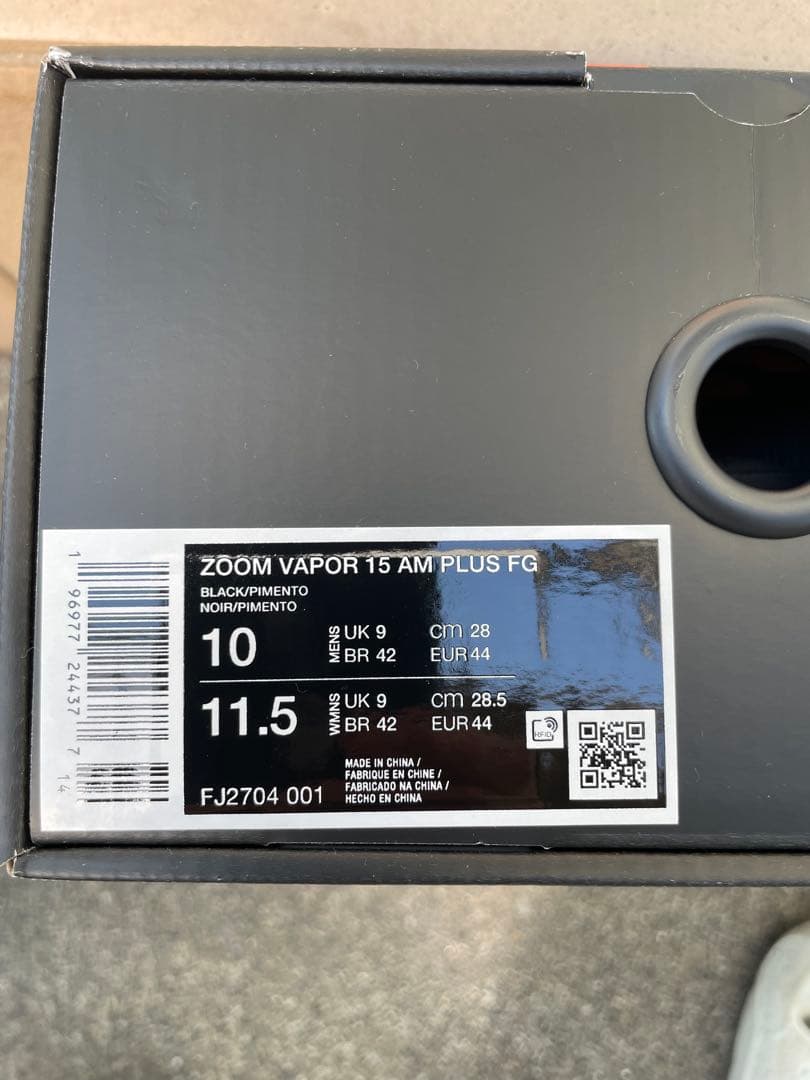 ZOOM VAPOR 15 AM PLUS FG
BLACK/PIMENTO
NOIR/PIMENTO
10 MENS UK 9 cm 28
BR 42 EUR 44
11.5 WMNS UK 9 cm 28.5
BR 42 EUR 44
RFID
MADE IN CHINA /
FABRIQUE EN CHINE /
FABRICADO NA CHINA /
HECHO EN CHINA
FJ2704 001
1 96977 24437 7 14